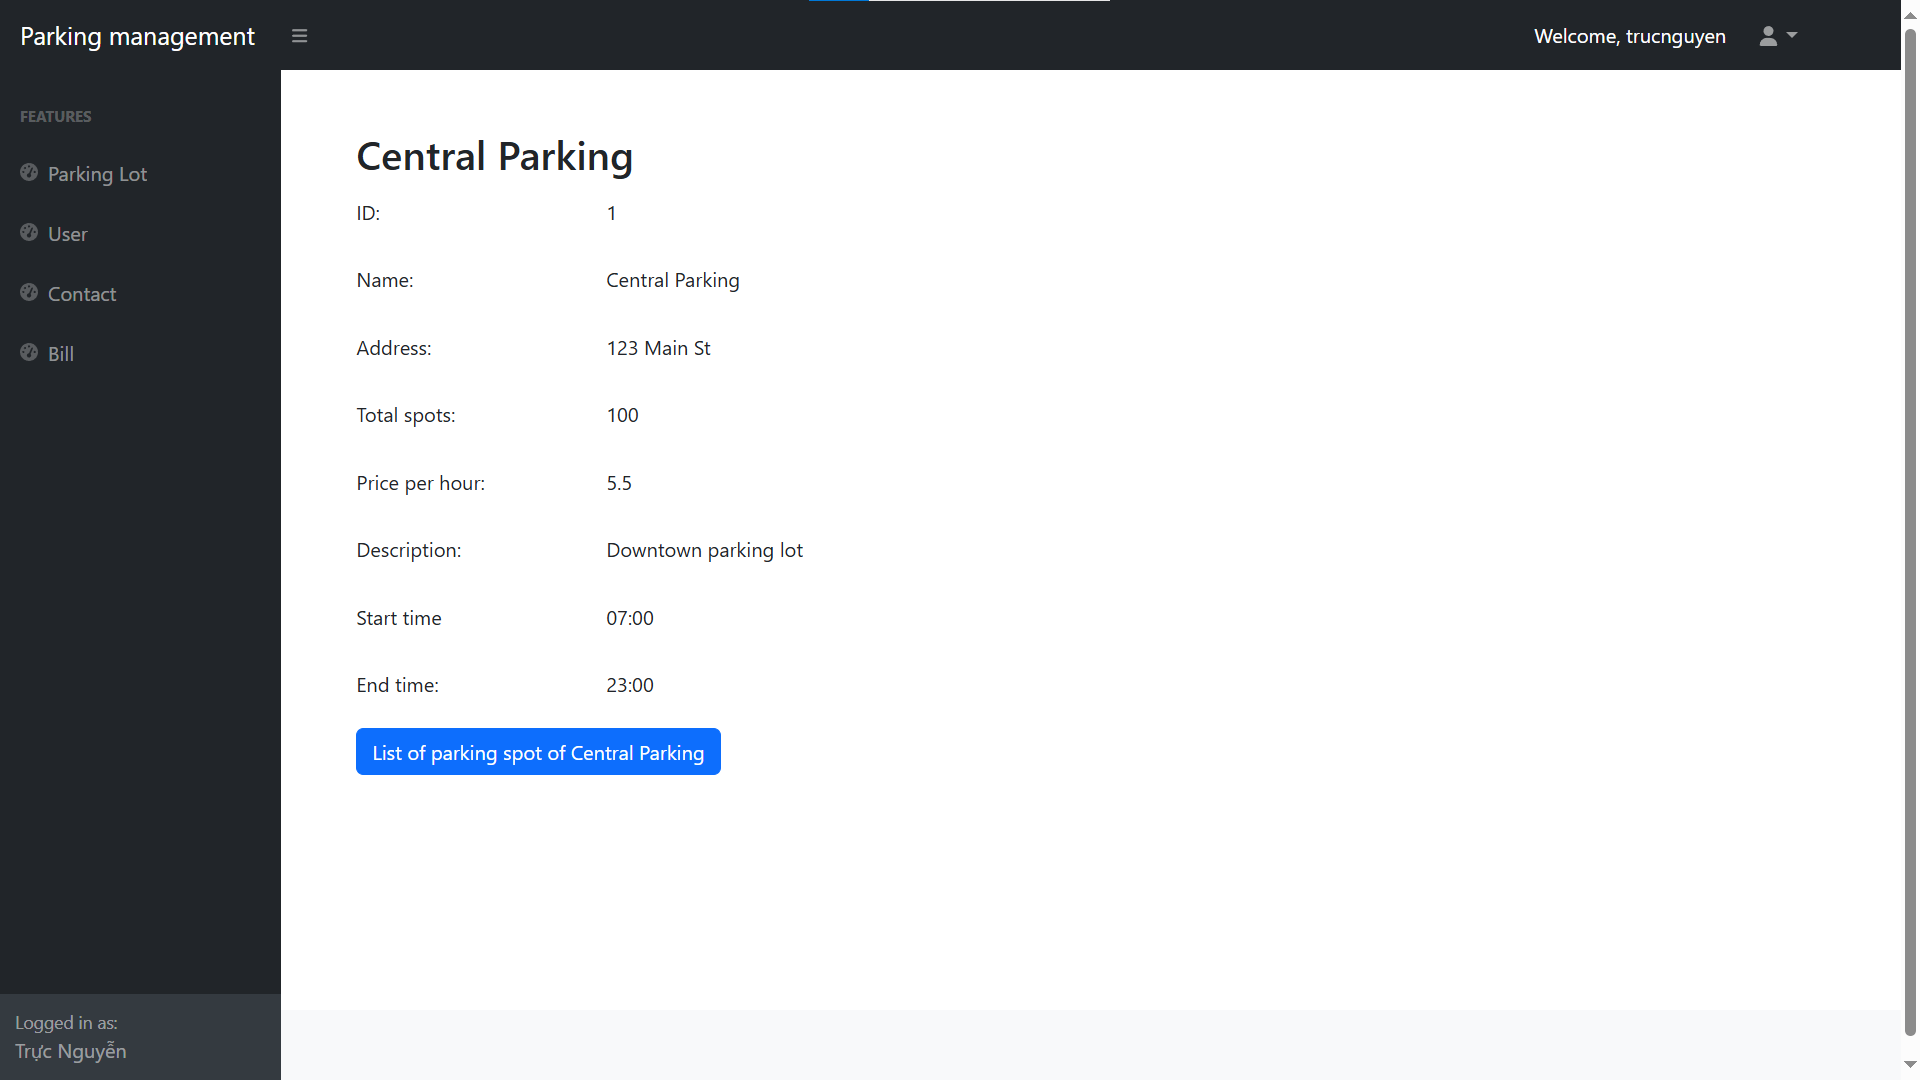 Parking management
Welcome, trucnguyen
FEATURES
Parking Lot
User
Contact
Bill
Central Parking
ID: 1
Name: Central Parking
Address: 123 Main St
Total spots: 100
Price per hour: 5.5
Description: Downtown parking lot
Start time 07:00
End time: 23:00
List of parking spot of Central Parking
Logged in as:
Trực Nguyễn